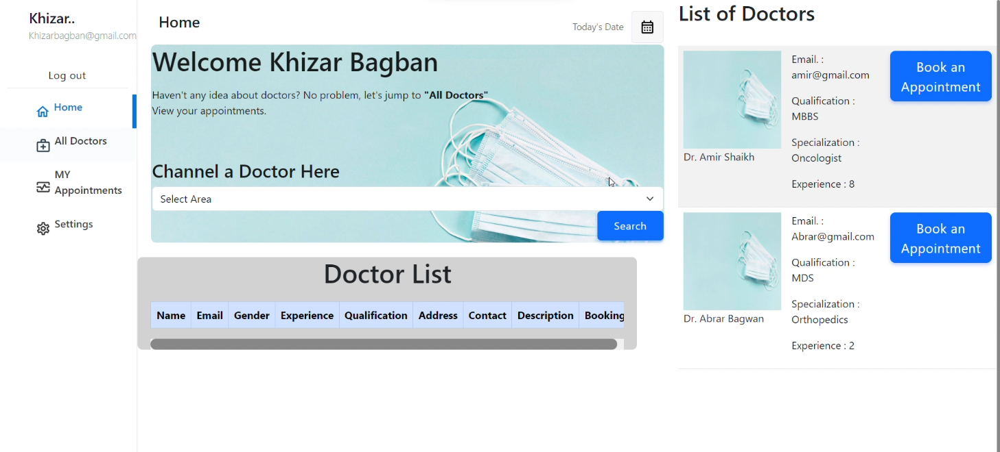 Khizar..
Khizarbagban@gmail.com
Log out
Home
All Doctors
MY
Appointments
Settings
Home
Today's Date
Welcome Khizar Bagban
Haven't any idea about doctors? No problem, let's jump to "All Doctors"
View your appointments.
Channel a Doctor Here
Select Area
Search
Doctor List
Name Email Gender Experience Qualification Address Contact Description Booking
List of Doctors
Email. :
amir@gmail.com
Qualification :
MBBS
Specialization :
Oncologist
Experience : 8
Dr. Amir Shaikh
Book an
Appointment
Email. :
Abrar@gmail.com
Qualification :
MDS
Specialization :
Orthopedics
Experience : 2
Dr. Abrar Bagwan
Book an
Appointment